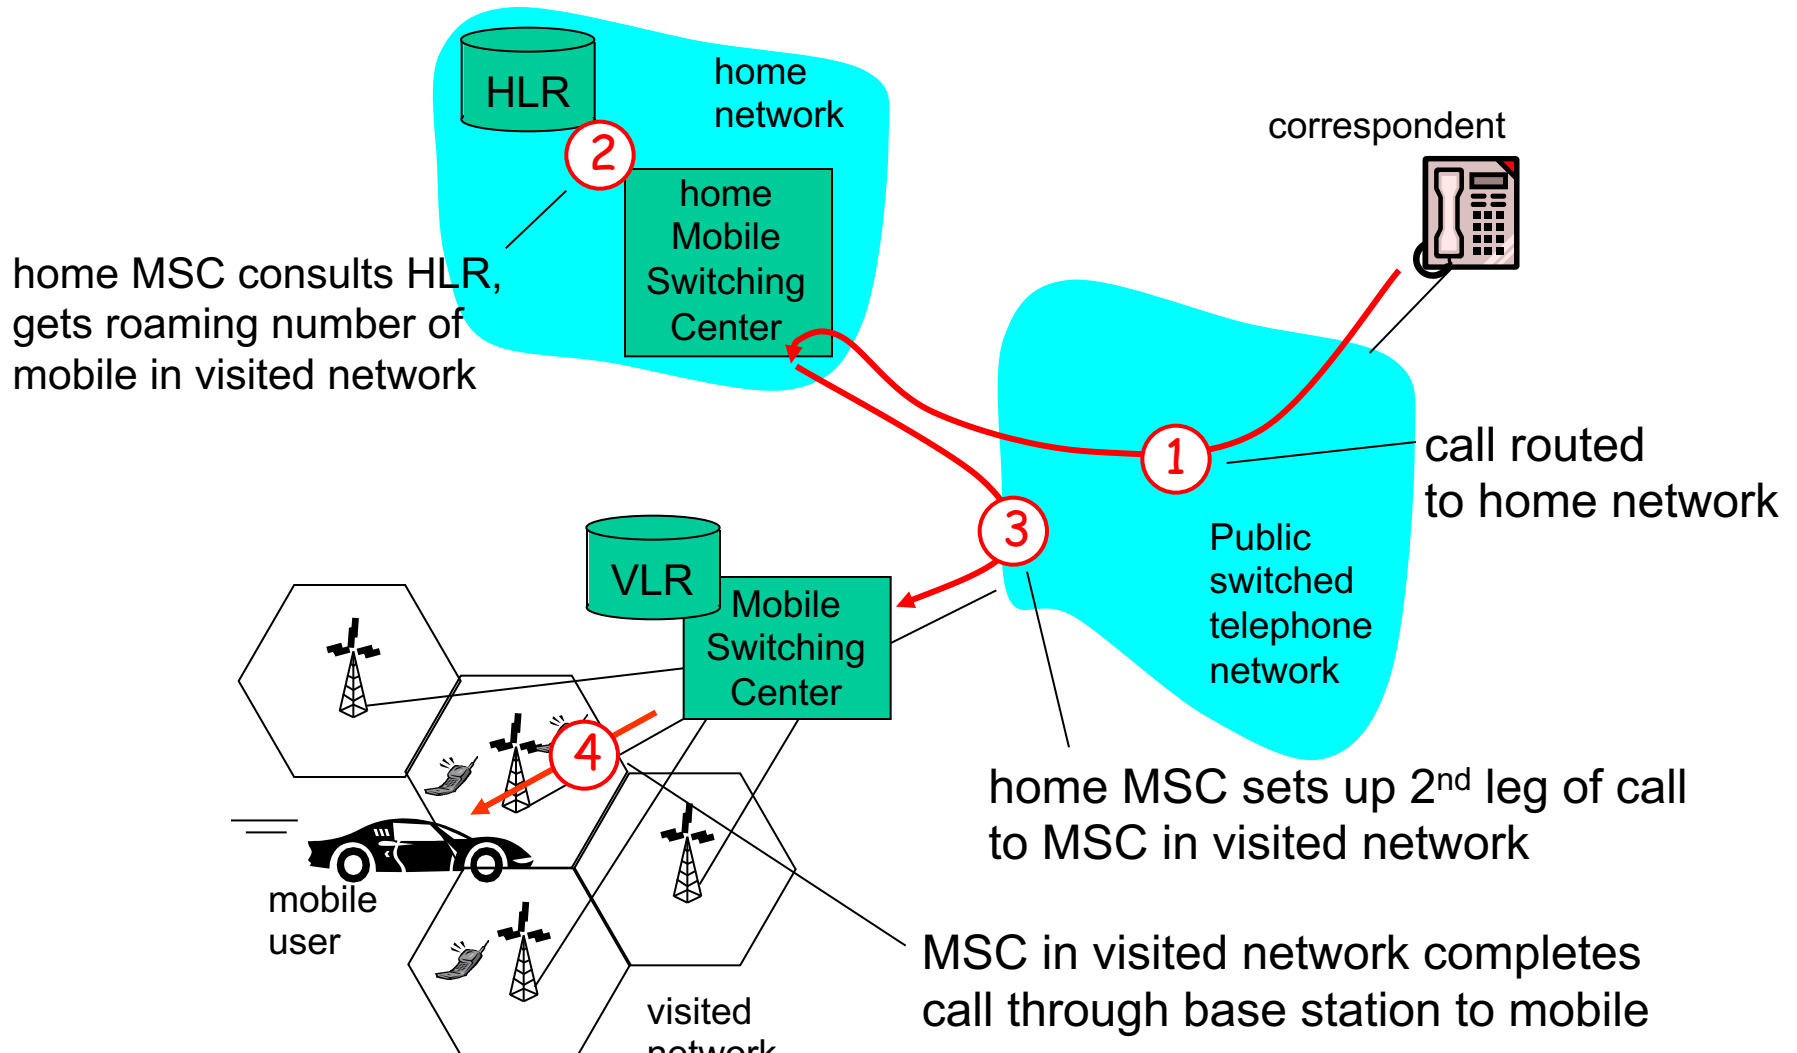 HLR
home
network
2
home
Mobile
Switching
Center
correspondent
home MSC consults HLR,
gets roaming number of
mobile in visited network
1
call routed
to home network
3
Public
switched
telephone
network
VLR
Mobile
Switching
Center
4
home MSC sets up 2nd leg of call
to MSC in visited network
mobile
user
MSC in visited network completes
call through base station to mobile
visited
network